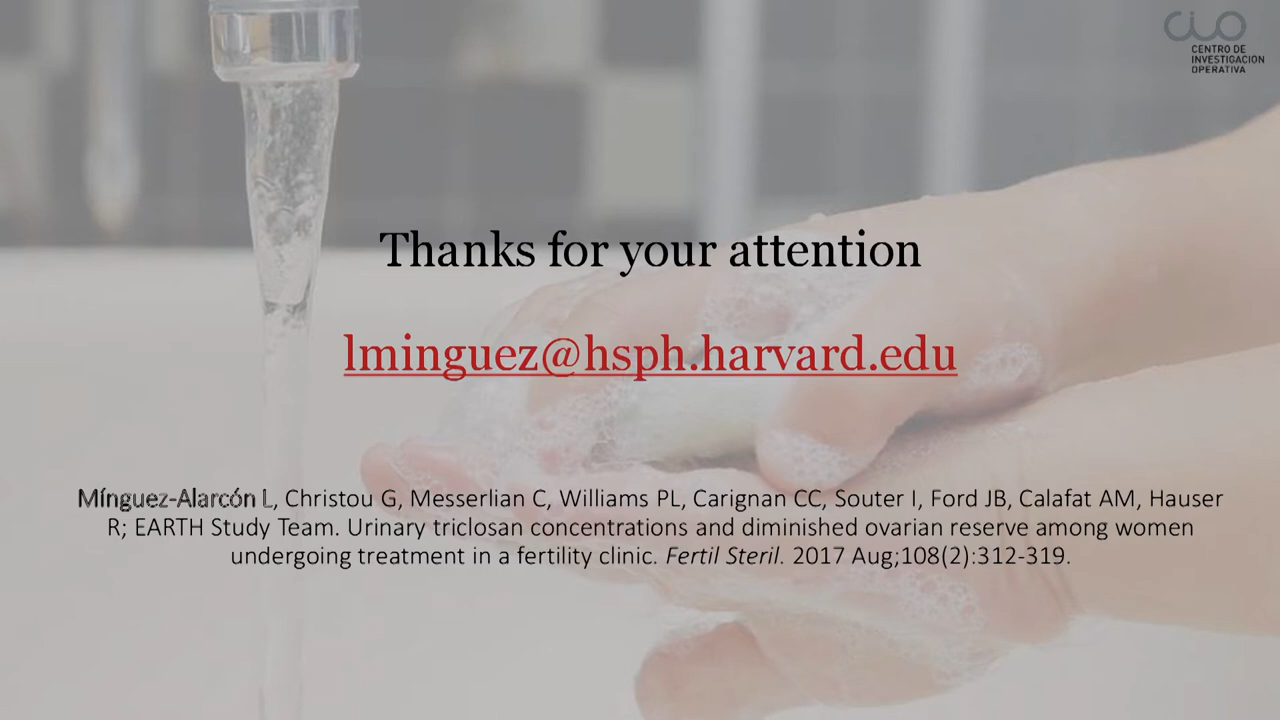 CIO
CENTRO DE
INVESTIGACION
OPERATIVA
Thanks for your attention
lminguez@hsph.harvard.edu
Mínguez-Alarcón L, Christou G, Messerlian C, Williams PL, Carignan CC, Souter I, Ford JB, Calafat AM, Hauser
R; EARTH Study Team. Urinary triclosan concentrations and diminished ovarian reserve among women
undergoing treatment in a fertility clinic. Fertil Steril. 2017 Aug;108(2):312-319.